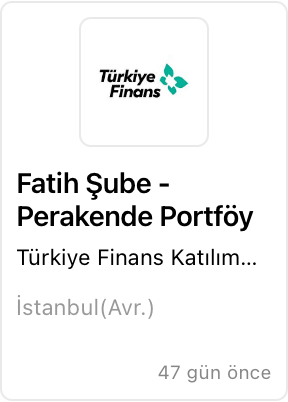 Türkiye
Finans
Fatih Şube -
Perakende Portföy
Türkiye Finans Katılım...
İstanbul(Avr.)
47 gün önce